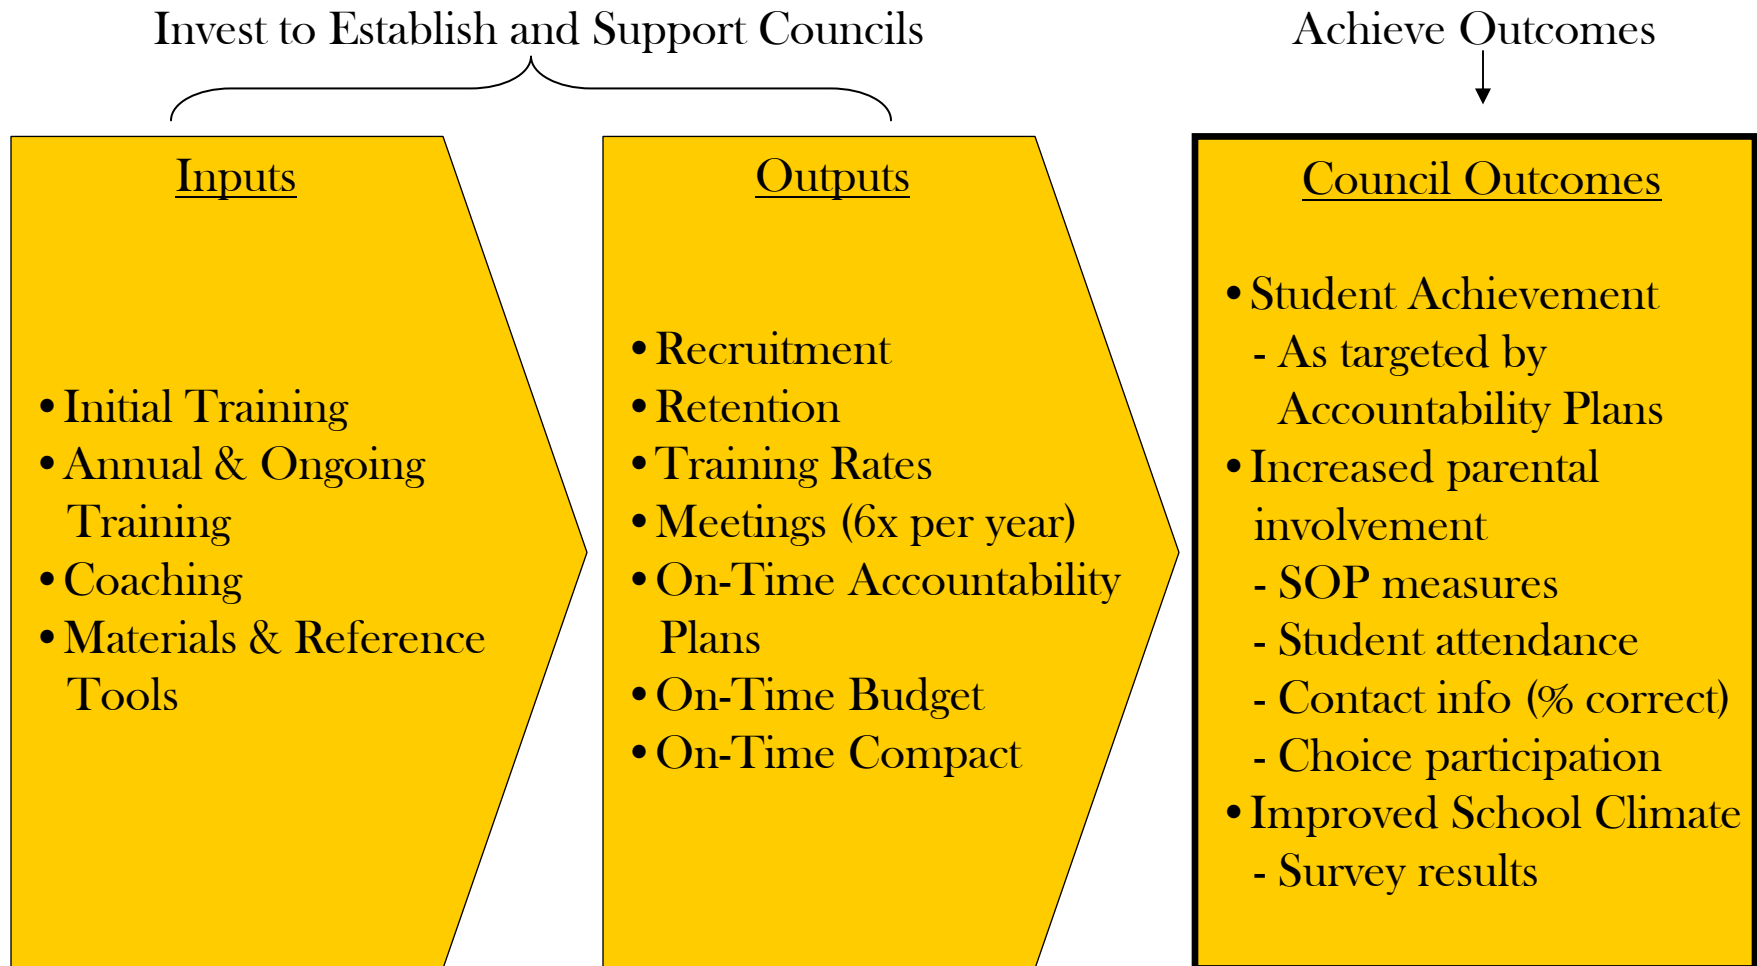 Invest to Establish and Support Councils
Achieve Outcomes
Inputs
• Initial Training
• Annual & Ongoing
Training
• Coaching
• Materials & Reference
Tools
Outputs
• Recruitment
• Retention
• Training Rates
• Meetings (6x per year)
• On-Time Accountability
Plans
• On-Time Budget
• On-Time Compact
Council Outcomes
• Student Achievement
- As targeted by
Accountability Plans
• Increased parental
involvement
- SOP measures
- Student attendance
- Contact info (% correct)
- Choice participation
• Improved School Climate
- Survey results